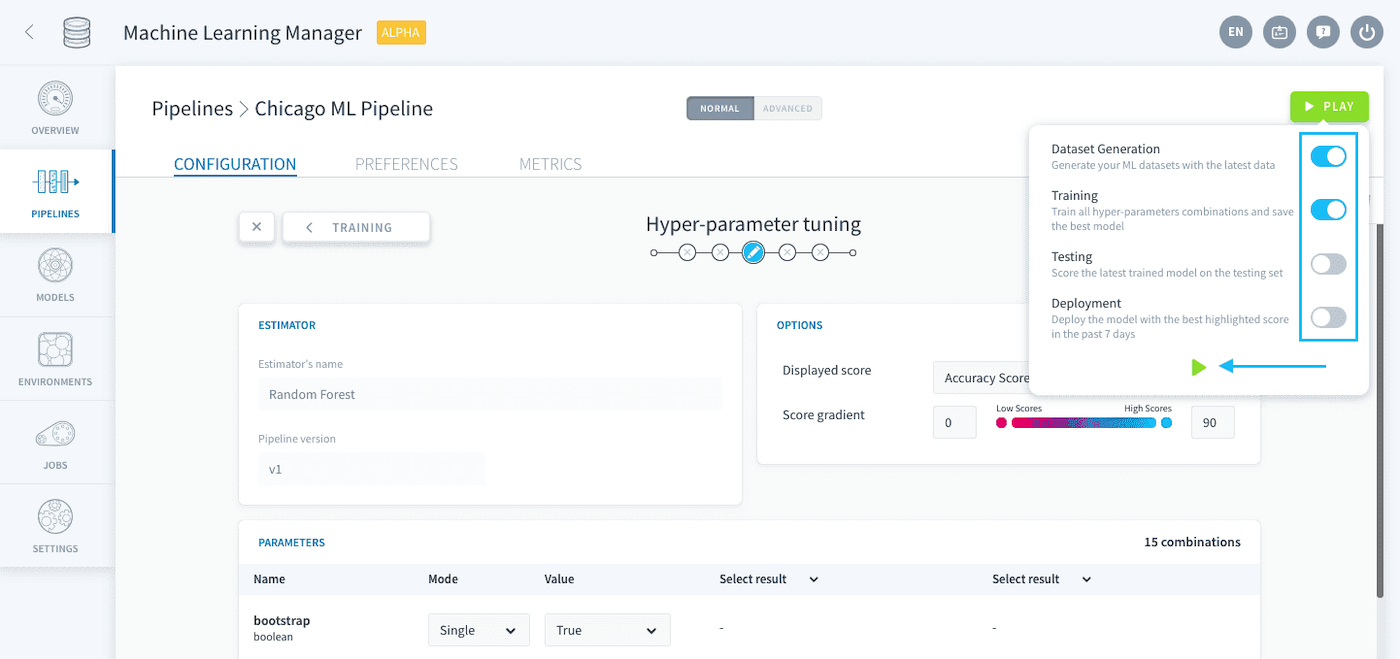 Machine Learning Manager ALPHA
EN
OVERVIEW
PIPELINES
MODELS
ENVIRONMENTS
JOBS
SETTINGS
Pipelines > Chicago ML Pipeline
NORMAL ADVANCED
PLAY
CONFIGURATION PREFERENCES METRICS
Dataset Generation
Generate your ML datasets with the latest data
Training
Train all hyper-parameters combinations and save
the best model
Testing
Score the latest trained model on the testing set
Deployment
Deploy the model with the best highlighted score
in the past 7 days
TRAINING
Hyper-parameter tuning
ESTIMATOR
Estimator's name
Random Forest
Pipeline version
v1
OPTIONS
Displayed score
Accuracy Score
Score gradient
0
Low Scores High Scores
90
PARAMETERS
15 combinations
Name Mode Value Select result Select result
bootstrap
boolean
Single True - -